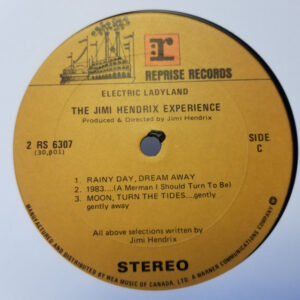 r
REPRISE RECORDS
ELECTRIC LADYLAND
THE JIMI HENDRIX EXPERIENCE
Produced & Directed by Jimi Hendrix
2 RS 6307
(30,801)
SIDE
C
1. RAINY DAY, DREAM AWAY
2. 1983....(A Merman I Should Turn To Be)
3. MOON, TURN THE TIDES....gently
gently away
All above selections written by
Jimi Hendrix
STEREO
MANUFACTURED AND DISTRIBUTED BY WEA MUSIC OF CANADA, LTD. A WARNER COMMUNICATIONS COMPANY